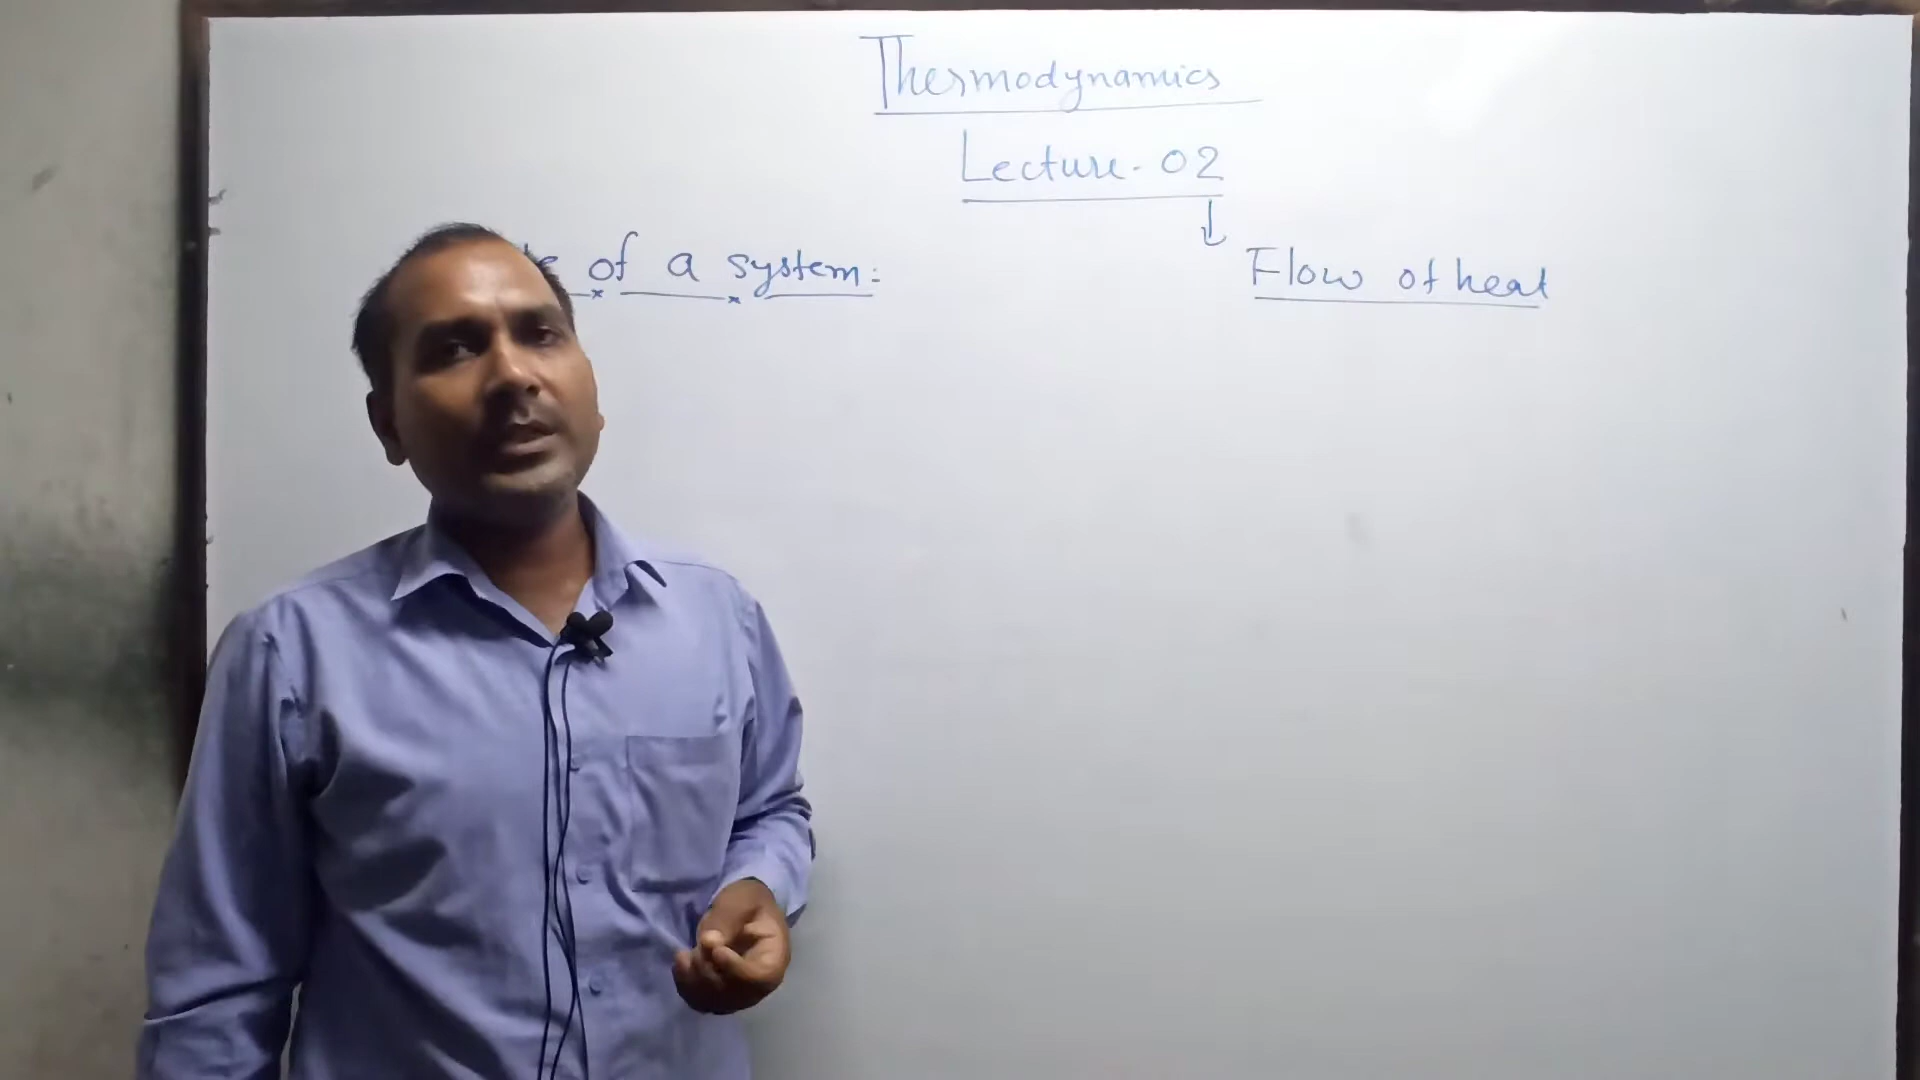 Thermodynamics
Lecture-02
↓
of a system:
Flow of heat